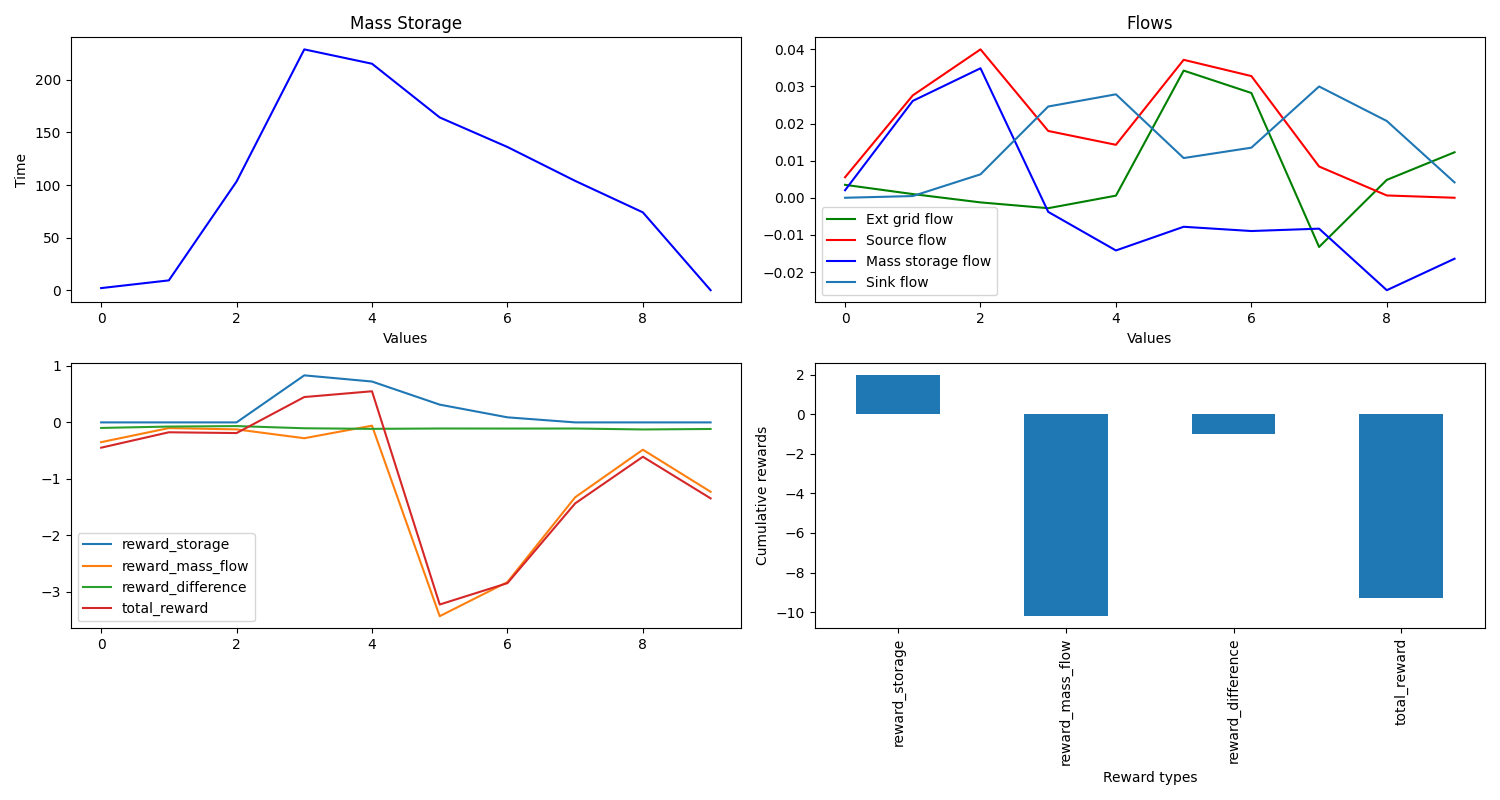 Mass Storage
Time
200
150
100
50
0
0 2 4 6 8
Values
Flows
0.04
0.03
0.02
0.01
0.00
−0.01
−0.02
Ext grid flow
Source flow
Mass storage flow
Sink flow
0 2 4 6 8
Values
1
0
−1
−2
−3
reward_storage
reward_mass_flow
reward_difference
total_reward
0 2 4 6 8
Cumulative rewards
2
0
−2
−4
−6
−8
−10
reward_storage
reward_mass_flow
reward_difference
total_reward
Reward types